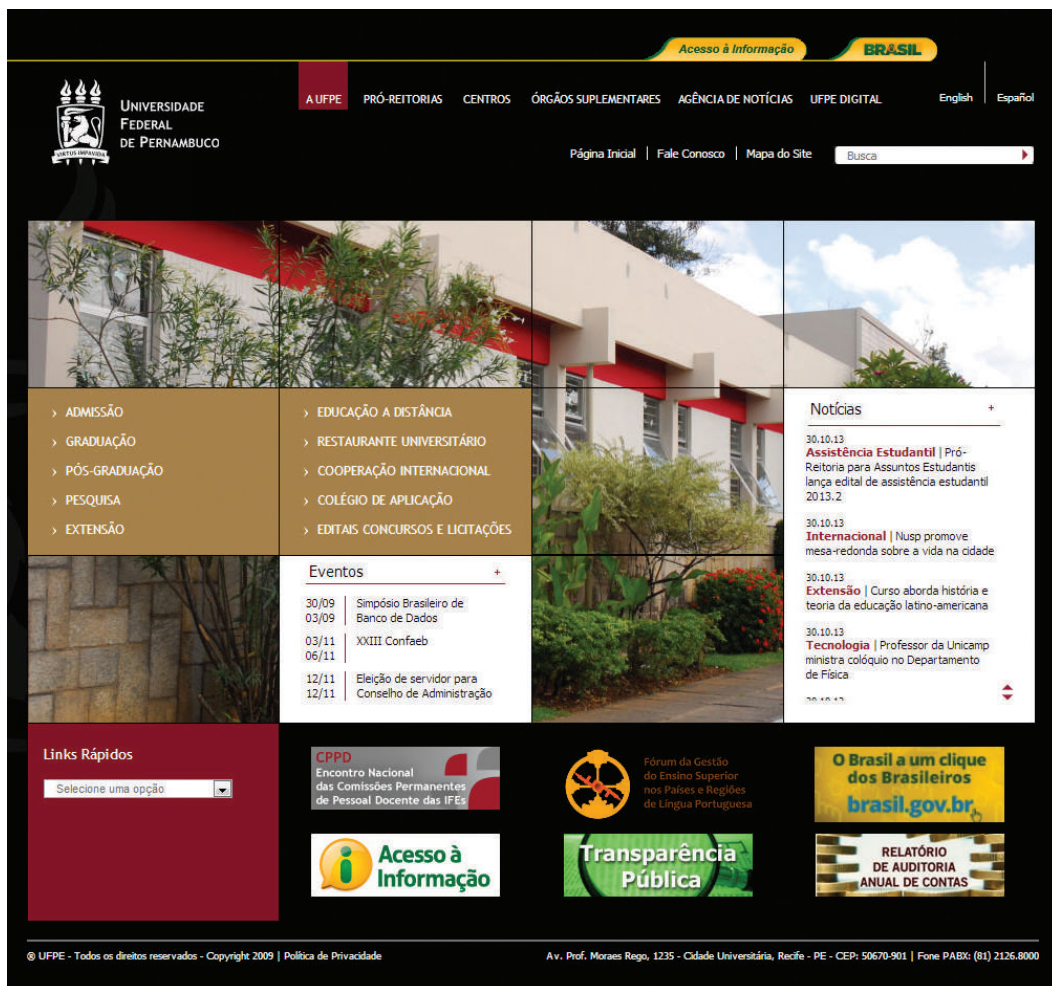 Acesso à Informação
BRASIL
UNIVERSIDADE
FEDERAL
DE PERNAMBUCO
VIRTUS IMPAVIDA
A UFPE
PRÓ-REITORIAS
CENTROS
ÓRGÃOS SUPLEMENTARES
AGÊNCIA DE NOTÍCIAS
UFPE DIGITAL
English
Español
Página Inicial | Fale Conosco | Mapa do Site
Busca
› ADMISSÃO
› GRADUAÇÃO
› PÓS-GRADUAÇÃO
› PESQUISA
› EXTENSÃO
› EDUCAÇÃO A DISTÂNCIA
› RESTAURANTE UNIVERSITÁRIO
› COOPERAÇÃO INTERNACIONAL
› COLÉGIO DE APLICAÇÃO
› EDITAIS CONCURSOS E LICITAÇÕES
Notícias +
30.10.13
Assistência Estudantil | Pró-
Reitoria para Assuntos Estudantis
lança edital de assistência estudantil
2013.2
30.10.13
Internacional | Nusp promove
mesa-redonda sobre a vida na cidade
30.10.13
Extensão | Curso aborda história e
teoria da educação latino-americana
30.10.13
Tecnologia | Professor da Unicamp
ministra colóquio no Departamento
de Física
Eventos +
30/09 Simpósio Brasileiro de
03/09 Banco de Dados
03/11 XXIII Confaeb
06/11
12/11 Eleição de servidor para
12/11 Conselho de Administração
Links Rápidos
Selecione uma opção
CPPD
Encontro Nacional
das Comissões Permanentes
de Pessoal Docente das IFEs
Fórum da Gestão
do Ensino Superior
nos Países e Regiões
de Língua Portuguesa
O Brasil a um clique
dos Brasileiros
brasil.gov.br
Acesso à
Informação
Transparência
Pública
RELATÓRIO
DE AUDITORIA
ANUAL DE CONTAS
® UFPE - Todos os direitos reservados - Copyright 2009 | Política de Privacidade
Av. Prof. Moraes Rego, 1235 - Cidade Universitária, Recife - PE - CEP: 50670-901 | Fone PABX: (81) 2126.8000